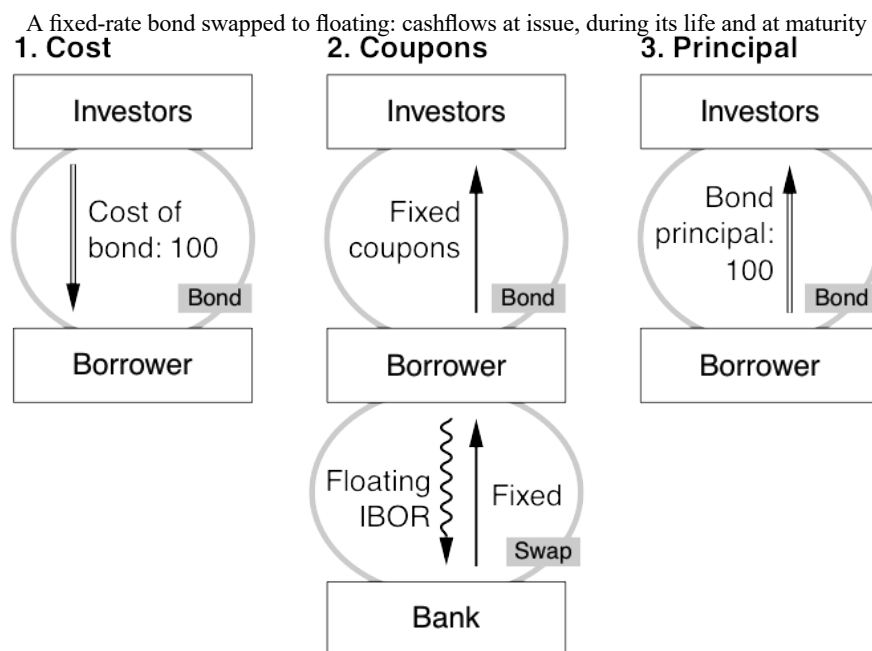 A fixed-rate bond swapped to floating: cashflows at issue, during its life and at maturity
1. Cost
Investors
Cost of
bond: 100
Bond
Borrower
2. Coupons
Investors
Fixed
coupons
Bond
Borrower
Floating
IBOR
Fixed
Swap
Bank
3. Principal
Investors
Bond
principal:
100
Bond
Borrower